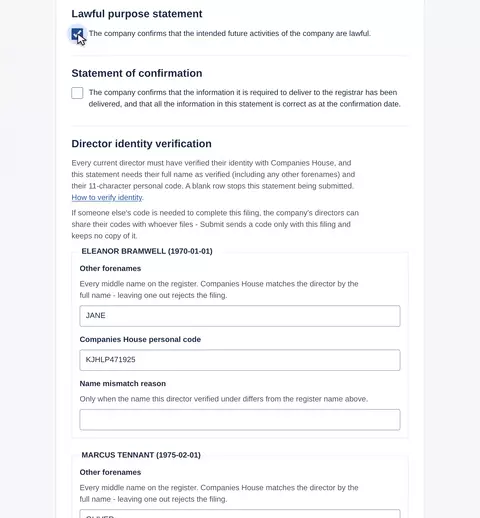 Lawful purpose statement
The company confirms that the intended future activities of the company are lawful.
Statement of confirmation
The company confirms that the information it is required to deliver to the registrar has been
delivered, and that all the information in this statement is correct as at the confirmation date.
Director identity verification
Every current director must have verified their identity with Companies House, and
this statement needs their full name as verified (including any other forenames) and
their 11-character personal code. A blank row stops this statement being submitted.
How to verify identity.
If someone else's code is needed to complete this filing, the company's directors can
share their codes with whoever files - Submit sends a code only with this filing and
keeps no copy of it.
ELEANOR BRAMWELL (1970-01-01)
Other forenames
Every middle name on the register. Companies House matches the director by the
full name - leaving one out rejects the filing.
JANE
Companies House personal code
KJHLP471925
Name mismatch reason
Only when the name this director verified under differs from the register name above.
MARCUS TENNANT (1975-02-01)
Other forenames
Every middle name on the register. Companies House matches the director by the
full name - leaving one out rejects the filing.